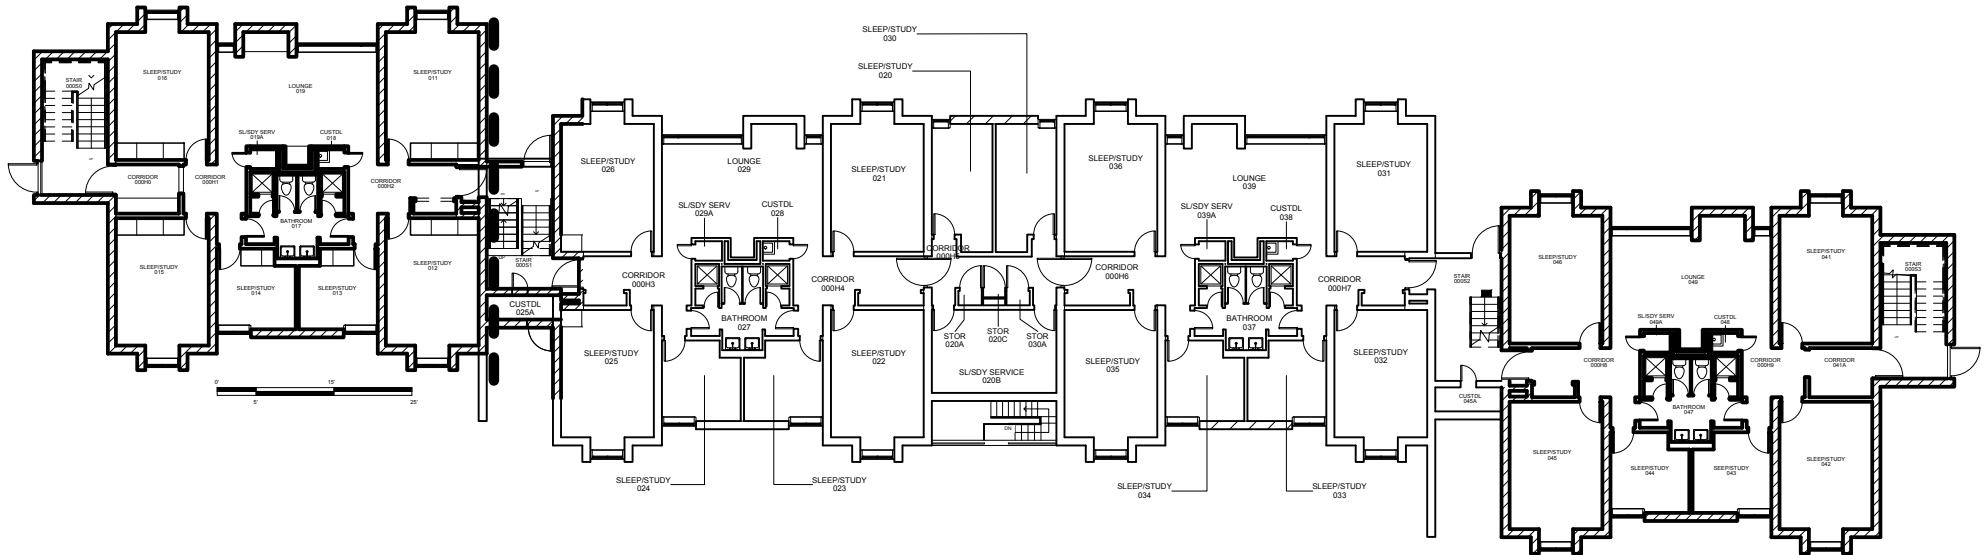 SLEEP/STUDY
016
STAIR
000S0
LOUNGE
019
SLEEP/STUDY
011
SL/SDY SERV
019A
CUSTDL
018
CORRIDOR
000H0
CORRIDOR
000H1
CORRIDOR
000H2
BATHROOM
017
SLEEP/STUDY
015
SLEEP/STUDY
014
SLEEP/STUDY
013
SLEEP/STUDY
012
0'
15'
5'
25'
STAIR
000S1
UP
CUSTDL
025A
SLEEP/STUDY
026
LOUNGE
029
SLEEP/STUDY
021
SL/SDY SERV
029A
CUSTDL
028
CORRIDOR
000H3
CORRIDOR
000H4
BATHROOM
027
SLEEP/STUDY
025
SLEEP/STUDY
022
SLEEP/STUDY
024
SLEEP/STUDY
023
SLEEP/STUDY
030
SLEEP/STUDY
020
CORRIDOR
STOR
020A
STOR
020C
STOR
030A
SL/SDY SERVICE
020B
DN
SLEEP/STUDY
036
LOUNGE
039
SLEEP/STUDY
031
SL/SDY SERV
039A
CUSTDL
038
CORRIDOR
000H6
CORRIDOR
000H7
BATHROOM
037
SLEEP/STUDY
035
SLEEP/STUDY
032
SLEEP/STUDY
034
SLEEP/STUDY
033
STAIR
000S2
CUSTDL
045A
SLEEP/STUDY
046
LOUNGE
049
SLEEP/STUDY
041
STAIR
000S3
SL/SDY SERV
049A
CUSTDL
048
CORRIDOR
000H8
CORRIDOR
000H9
CORRIDOR
041A
BATHROOM
047
SLEEP/STUDY
045
SLEEP/STUDY
044
SEEP/STUDY
043
SLEEP/STUDY
042